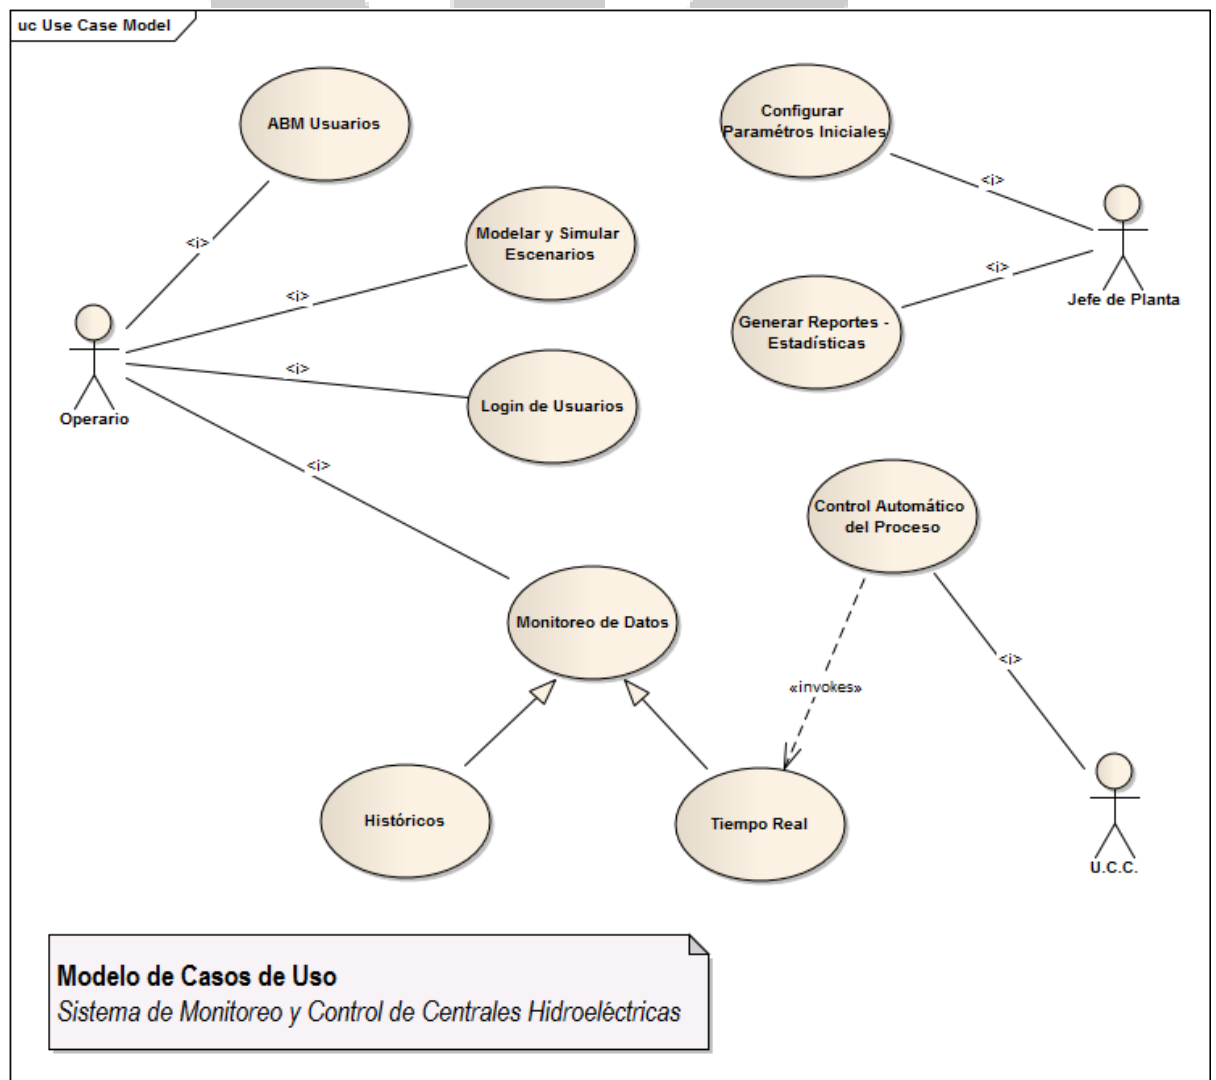 uc Use Case Model
ABM Usuarios
Configurar
Paramétros Iniciales
<i>
<i>
Modelar y Simular
Escenarios
<i>
<i>
Jefe de Planta
Generar Reportes -
Estadísticas
<i>
Login de Usuarios
Operario
<i>
Control Automático
del Proceso
Monitoreo de Datos
<i>
«invokes»
Históricos
Tiempo Real
U.C.C.
Modelo de Casos de Uso
Sistema de Monitoreo y Control de Centrales Hidroeléctricas